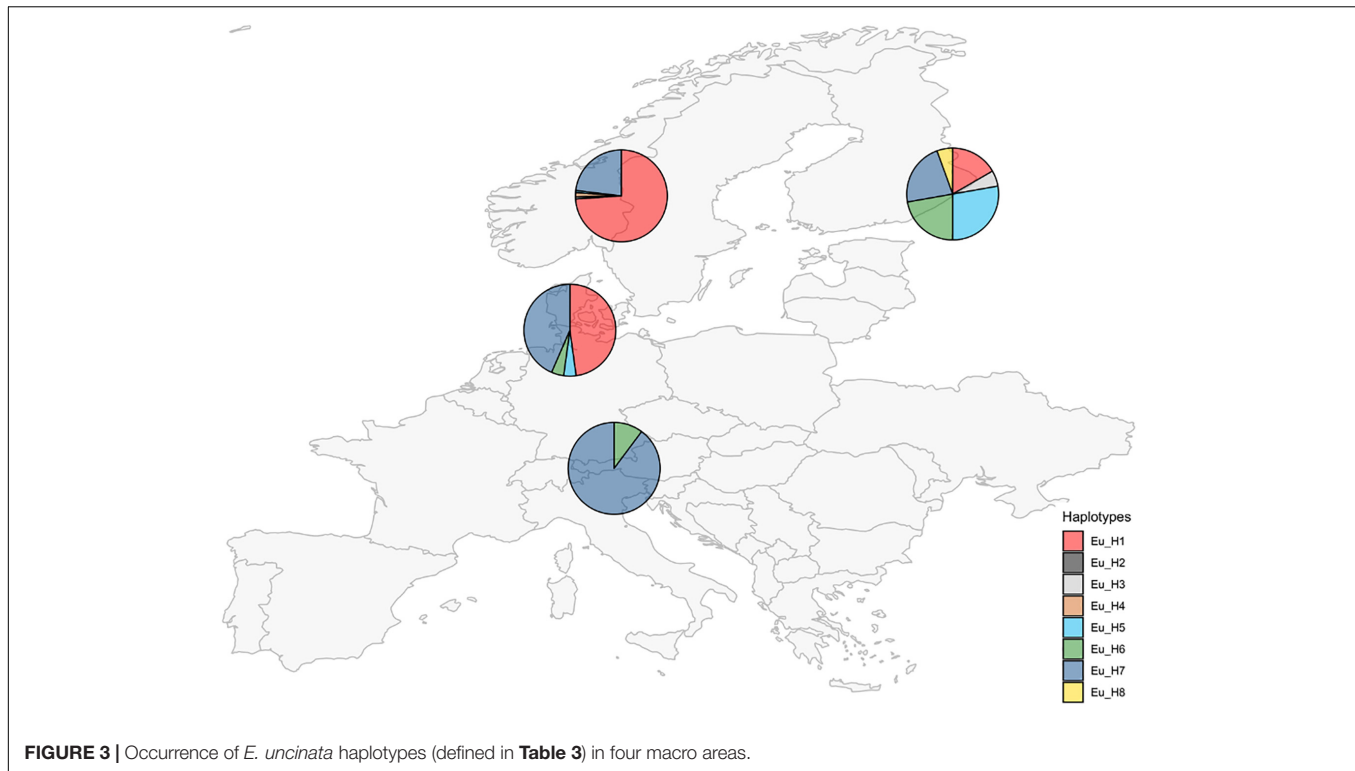 Haplotypes
Eu_H1
Eu_H2
Eu_H3
Eu_H4
Eu_H5
Eu_H6
Eu_H7
Eu_H8
FIGURE 3 | Occurrence of E. uncinata haplotypes (defined in Table 3) in four macro areas.